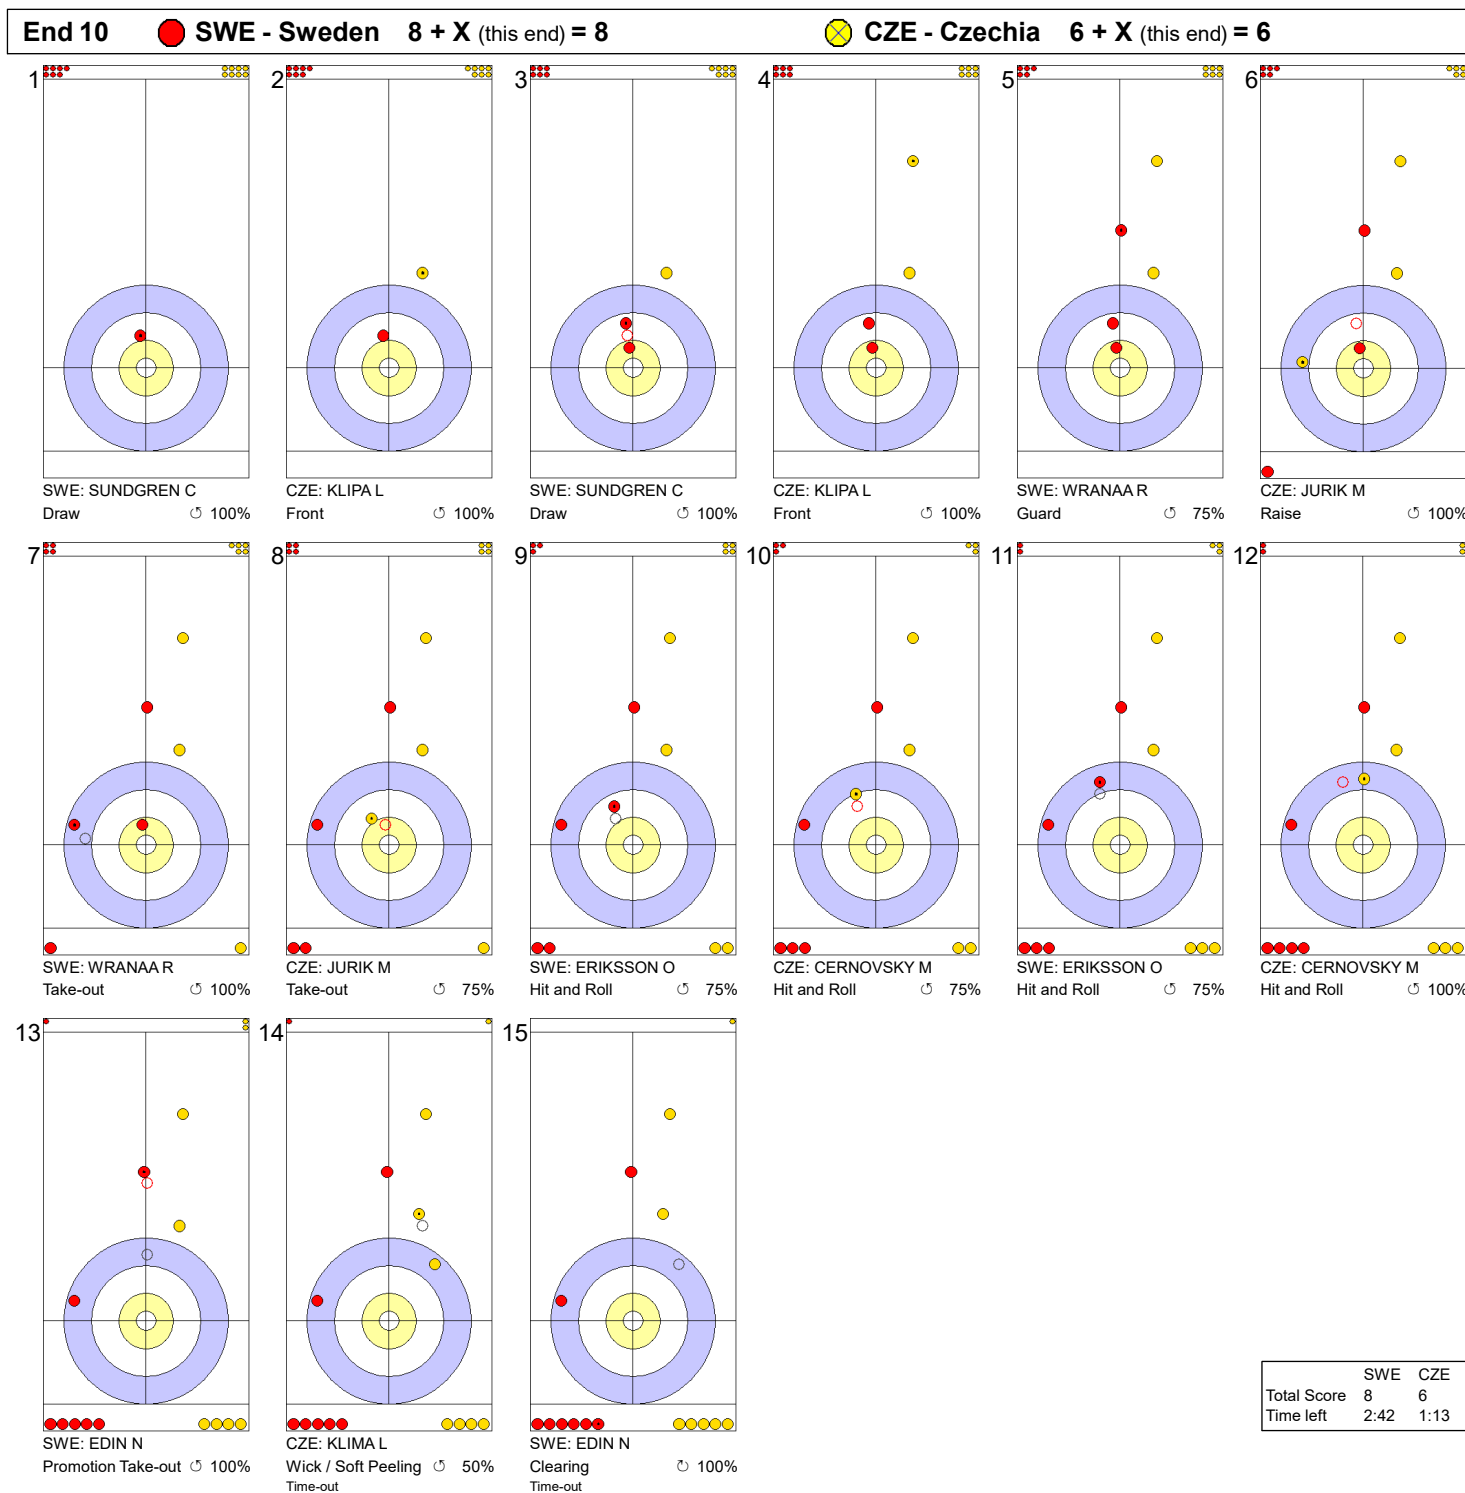 End 10 SWE - Sweden 8 + X (this end) = 8 CZE - Czechia 6 + X (this end) = 6
1 2 3 4 5 6
SWE: SUNDGREN C CZE: KLIPA L SWE: SUNDGREN C CZE: KLIPA L SWE: WRANAA R CZE: JURIK M
Draw 100% Front 100% Draw 100% Front 100% Guard 75% Raise 100%
7 8 9 10 11 12
SWE: WRANAA R CZE: JURIK M SWE: ERIKSSON O CZE: CERNOVSKY M SWE: ERIKSSON O CZE: CERNOVSKY M
Take-out 100% Take-out 75% Hit and Roll 75% Hit and Roll 75% Hit and Roll 75% Hit and Roll 100%
13 14 15
SWE: EDIN N CZE: KLIMA L SWE: EDIN N
Promotion Take-out 100% Wick / Soft Peeling 50% Clearing 100%
Time-out Time-out
SWE CZE
Total Score 8 6
Time left 2:42 1:13